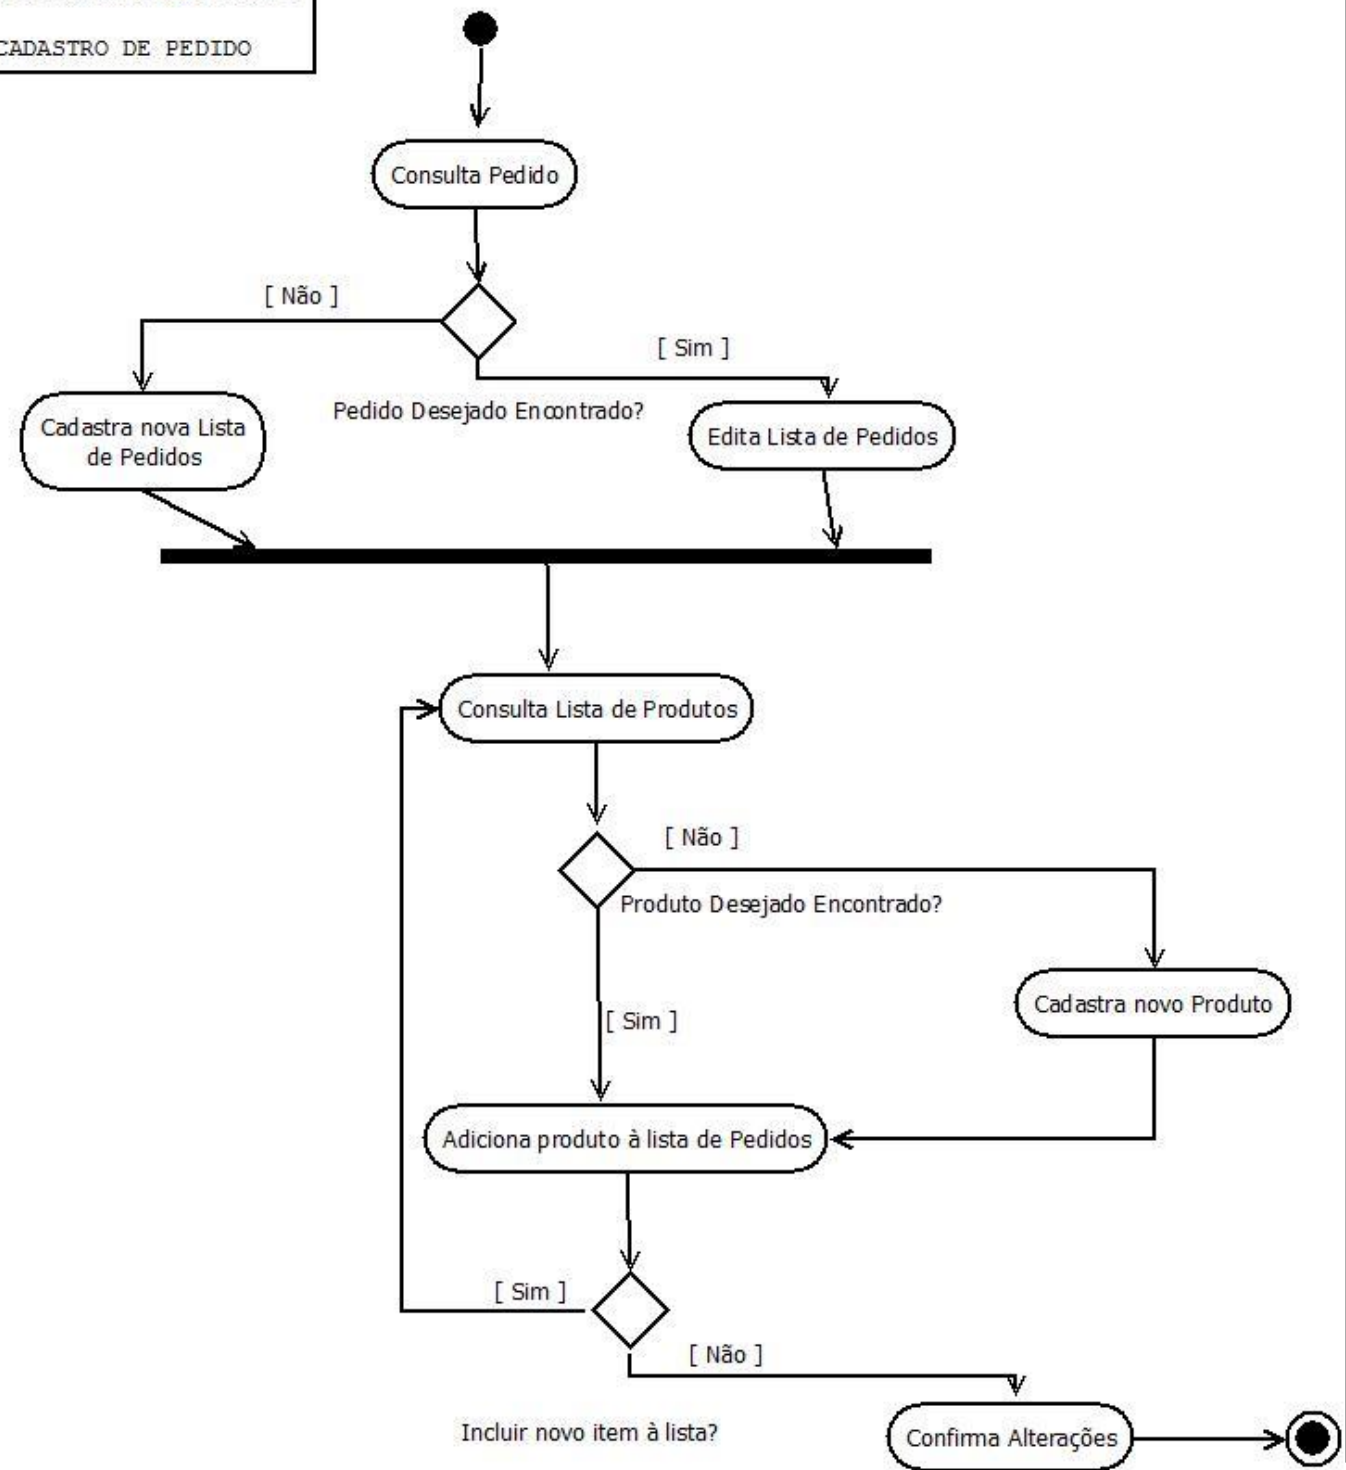 CADASTRO DE PEDIDO
Consulta Pedido
[ Não ]
[ Sim ]
Pedido Desejado Encontrado?
Cadastra nova Lista
de Pedidos
Edita Lista de Pedidos
Consulta Lista de Produtos
[ Não ]
Produto Desejado Encontrado?
Cadastra novo Produto
[ Sim ]
Adiciona produto à lista de Pedidos
[ Sim ]
[ Não ]
Incluir novo item à lista?
Confirma Alterações